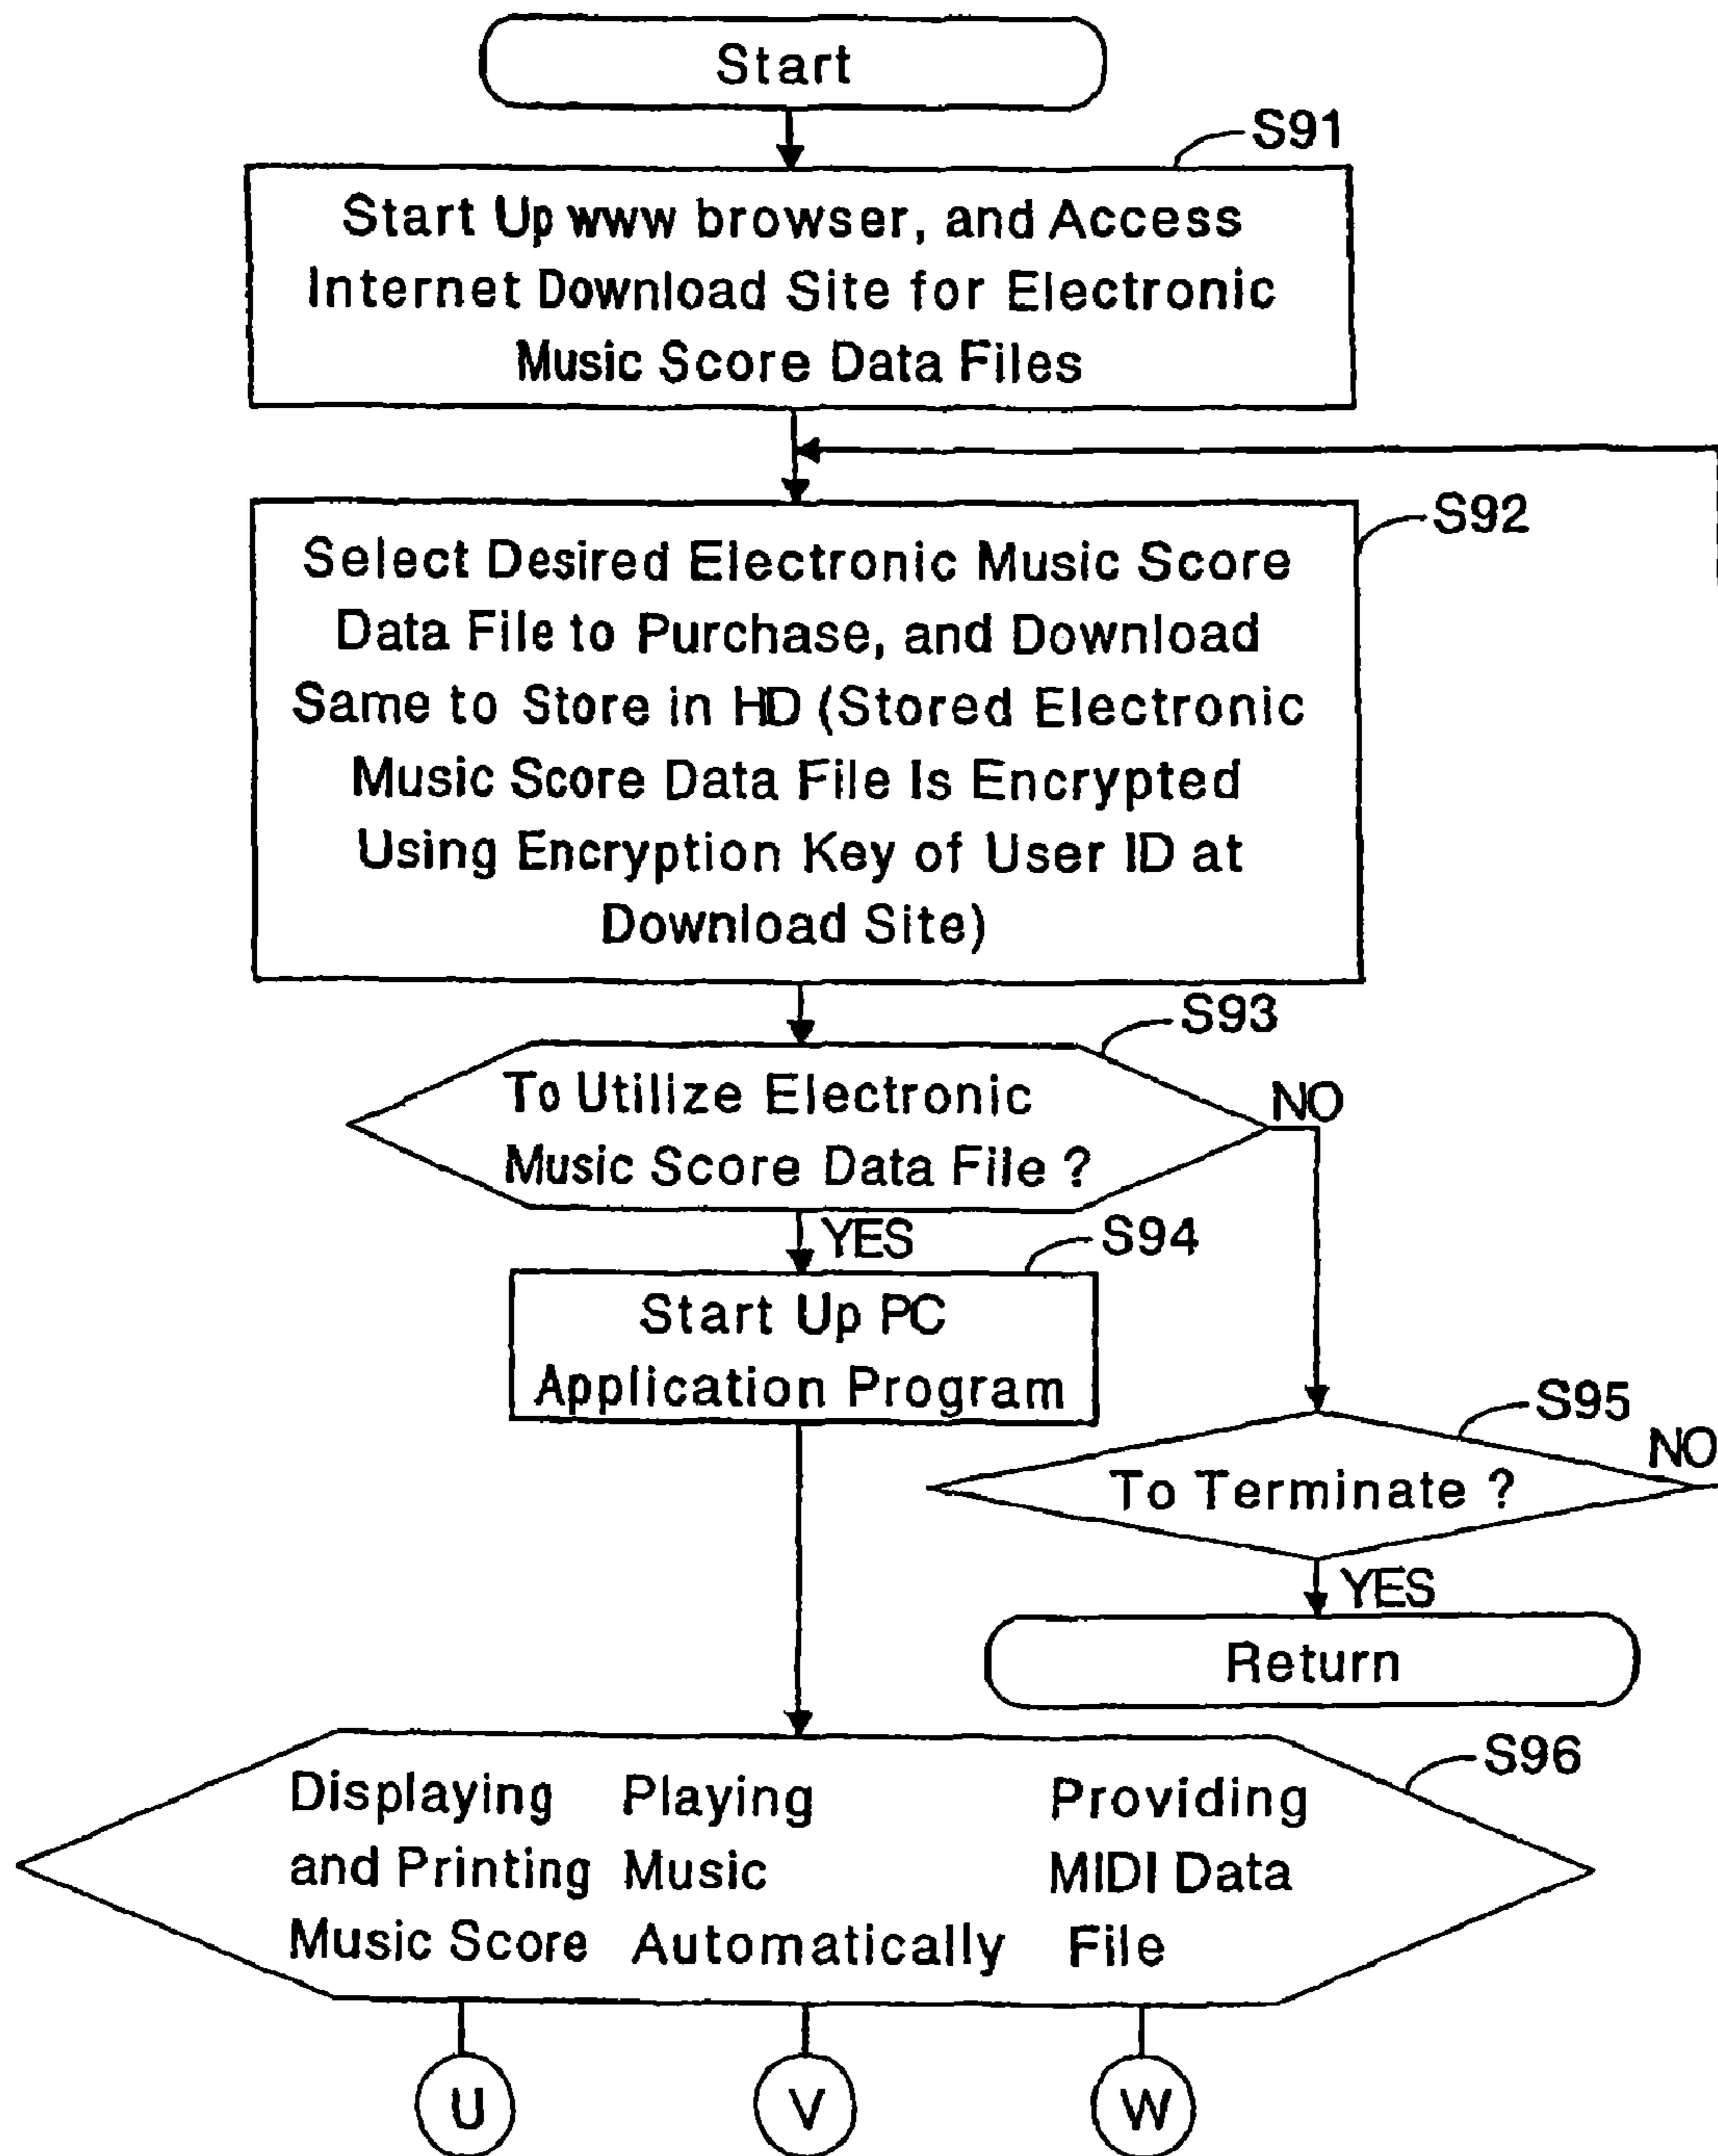 Start
S91
Start Up www browser, and Access
Internet Download Site for Electronic
Music Score Data Files
S92
Select Desired Electronic Music Score
Data File to Purchase, and Download
Same to Store in HD (Stored Electronic
Music Score Data File Is Encrypted
Using Encryption Key of User ID at
Download Site)
S93
To Utilize Electronic
Music Score Data File ?
NO
YES
S94
Start Up PC
Application Program
S95
To Terminate ?
NO
YES
Return
S96
Displaying
and Printing
Music Score
Playing
Music
Automatically
Providing
MIDI Data
File
U
V
W